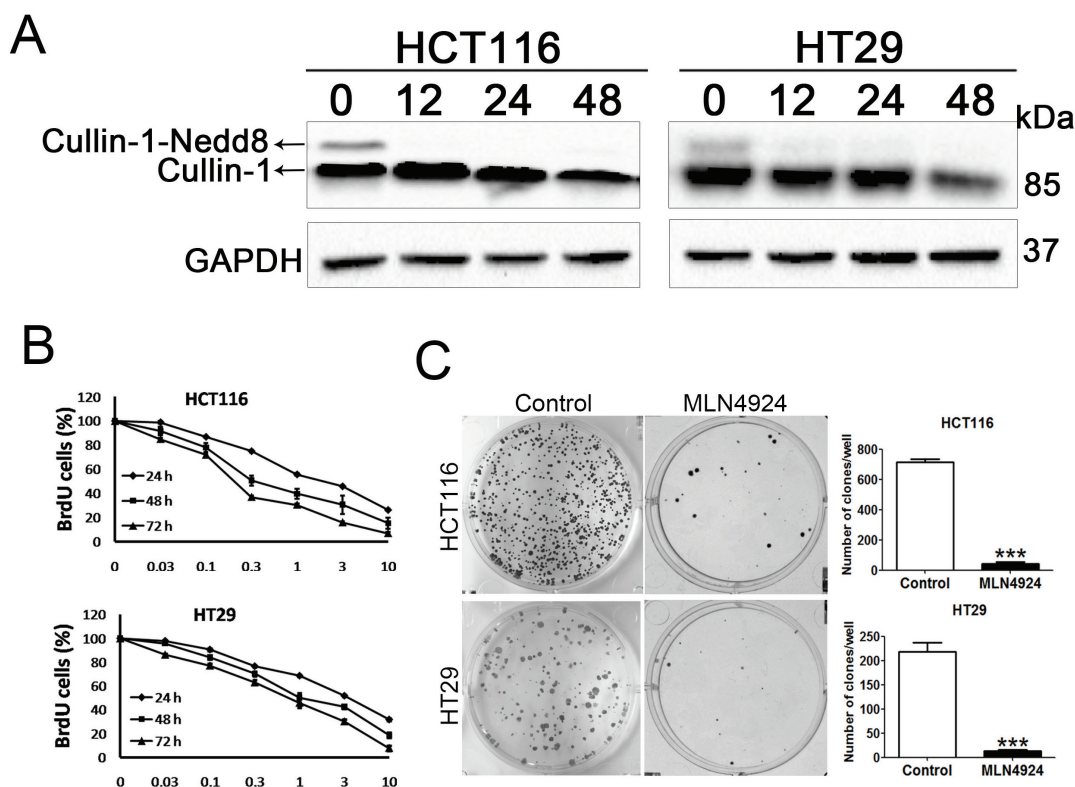 A
HCT116
HT29
0 12 24 48
0 12 24 48
kDa
Cullin-1-Nedd8
Cullin-1
85
GAPDH
37
B
HCT116
BrdU cells (%)
120
100
80
60
40
20
0
24 h
48 h
72 h
0 0.03 0.1 0.3 1 3 10
HT29
BrdU cells (%)
120
100
80
60
40
20
0
24 h
48 h
72 h
0 0.03 0.1 0.3 1 3 10
C
Control MLN4924
HCT116
HT29
HCT116
Number of clones/well
800
600
400
200
0
***
Control MLN4924
HT29
Number of clones/well
250
200
150
100
50
0
***
Control MLN4924